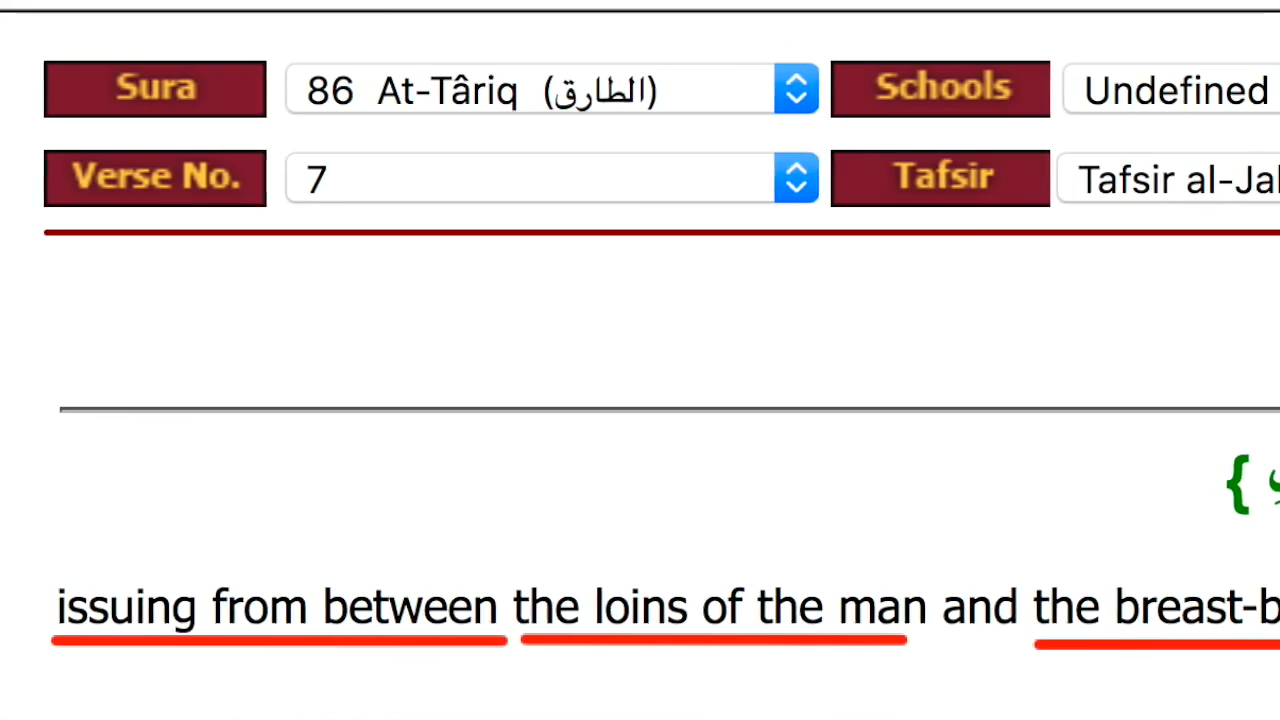 Sura 86 At-Târiq (الطارق) Schools Undefined
Verse No. 7 Tafsir Tafsir al-Jal
{
issuing from between the loins of the man and the breast-b